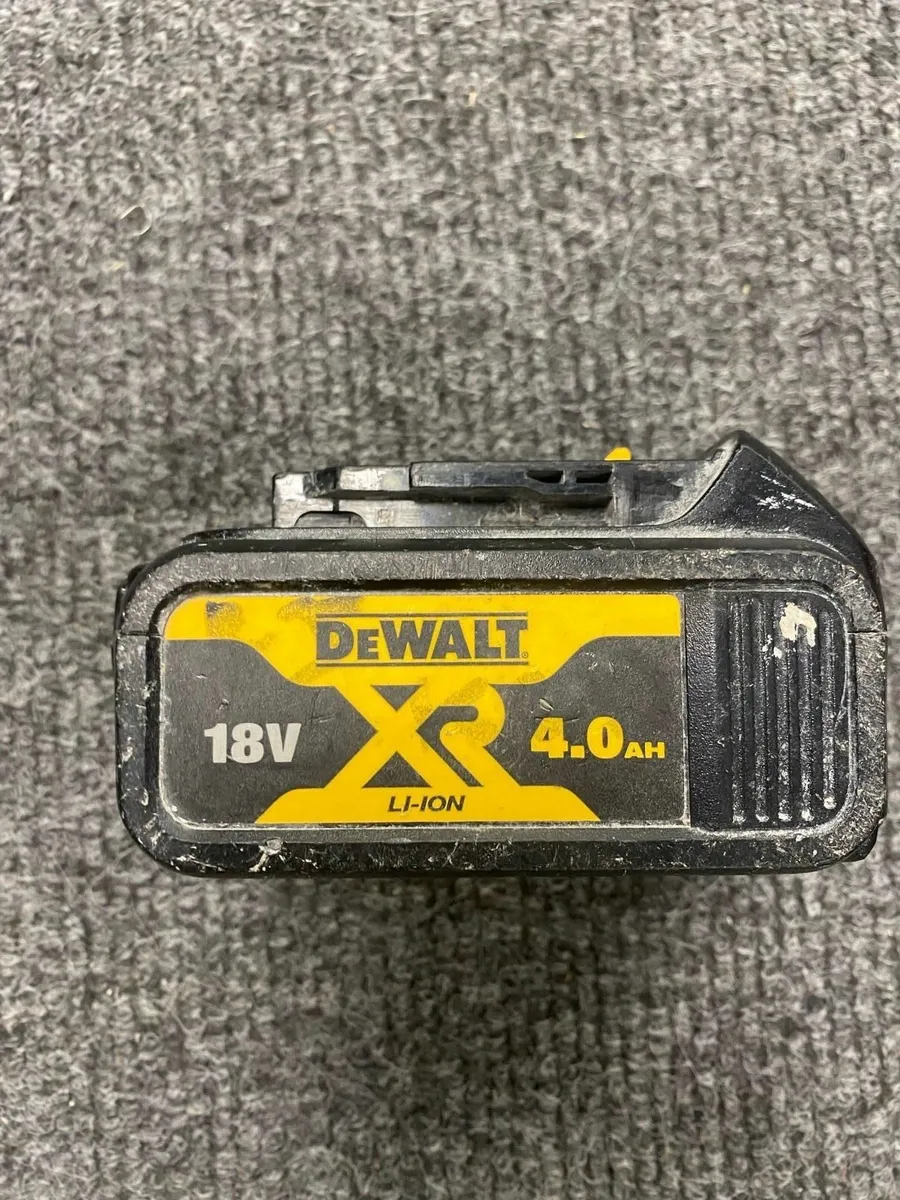 DEWALT
XR
18V
4.0AH
LI-ION